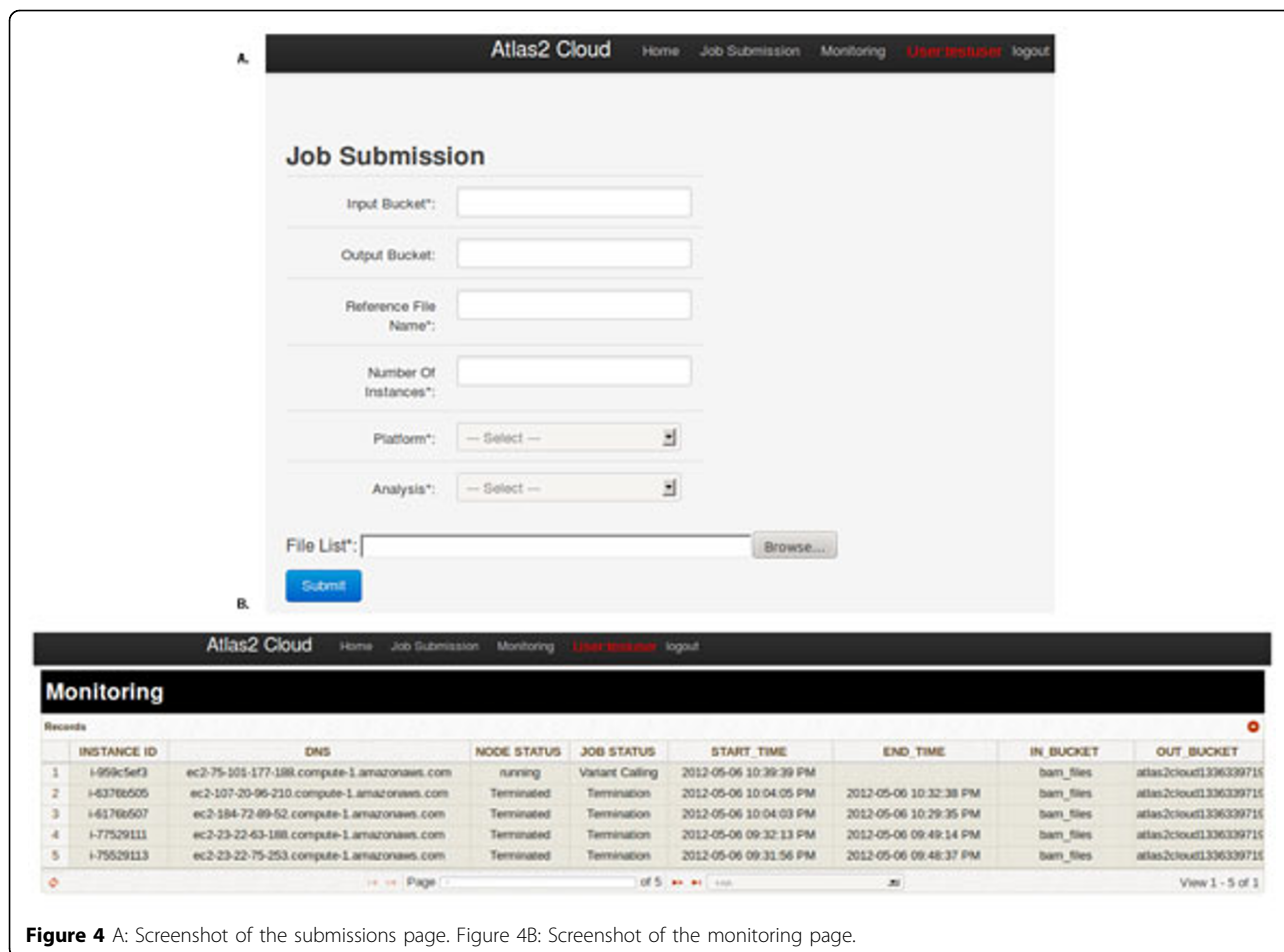 A.
Atlas2 Cloud Home Job Submission Monitoring User:testuser logout
Job Submission
Input Bucket*:
Output Bucket:
Reference File
Name*:
Number Of
Instances*:
Platform*: --- Select ---
Analysis*: --- Select ---
File List*: Browse...
Submit
B.
Atlas2 Cloud Home Job Submission Monitoring User:testuser logout
Monitoring
Records
INSTANCE ID DNS NODE STATUS JOB STATUS START_TIME END_TIME IN_BUCKET OUT_BUCKET
1 i-959c5ef3 ec2-75-101-177-188.compute-1.amazonaws.com running Variant Calling 2012-05-06 10:39:39 PM bam_files atlas2cloud1336339719
2 i-6376b505 ec2-107-20-96-210.compute-1.amazonaws.com Terminated Termination 2012-05-06 10:04:05 PM 2012-05-06 10:32:38 PM bam_files atlas2cloud1336339719
3 i-6176b507 ec2-184-72-89-52.compute-1.amazonaws.com Terminated Termination 2012-05-06 10:04:03 PM 2012-05-06 10:29:35 PM bam_files atlas2cloud1336339719
4 i-77529111 ec2-23-22-63-188.compute-1.amazonaws.com Terminated Termination 2012-05-06 09:32:13 PM 2012-05-06 09:49:14 PM bam_files atlas2cloud1336339719
5 i-75529113 ec2-23-22-75-253.compute-1.amazonaws.com Terminated Termination 2012-05-06 09:31:56 PM 2012-05-06 09:48:37 PM bam_files atlas2cloud1336339719
Page of 5 View 1 - 5 of 1
Figure 4 A: Screenshot of the submissions page. Figure 4B: Screenshot of the monitoring page.